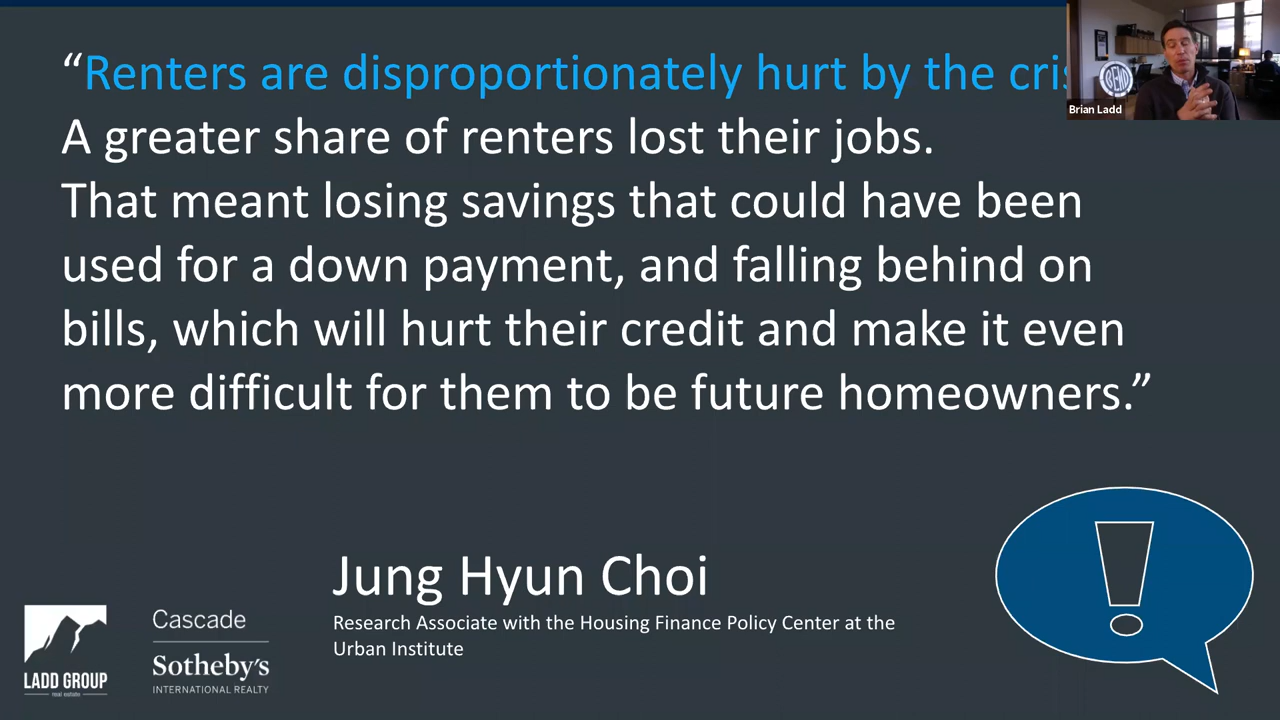 “Renters are disproportionately hurt by the
A greater share of renters lost their jobs.
That meant losing savings that could have been
used for a down payment, and falling behind on
bills, which will hurt their credit and make it even
more difficult for them to be future homeowners.”
BEND
Brian Ladd
Jung Hyun Choi
Research Associate with the Housing Finance Policy Center at the
Urban Institute
LADD GROUP
real estate
Cascade
Sotheby's
INTERNATIONAL REALTY
!